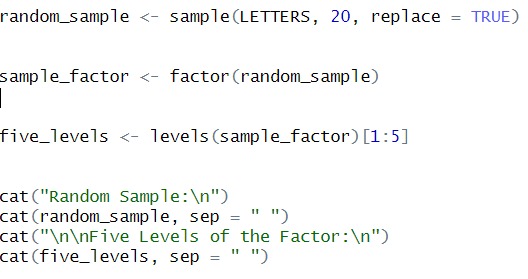 random_sample <- sample(LETTERS, 20, replace = TRUE)
sample_factor <- factor(random_sample)
five_levels <- levels(sample_factor)[1:5]
cat("Random Sample:\n")
cat(random_sample, sep = " ")
cat("\n\nFive Levels of the Factor:\n")
cat(five_levels, sep = " ")